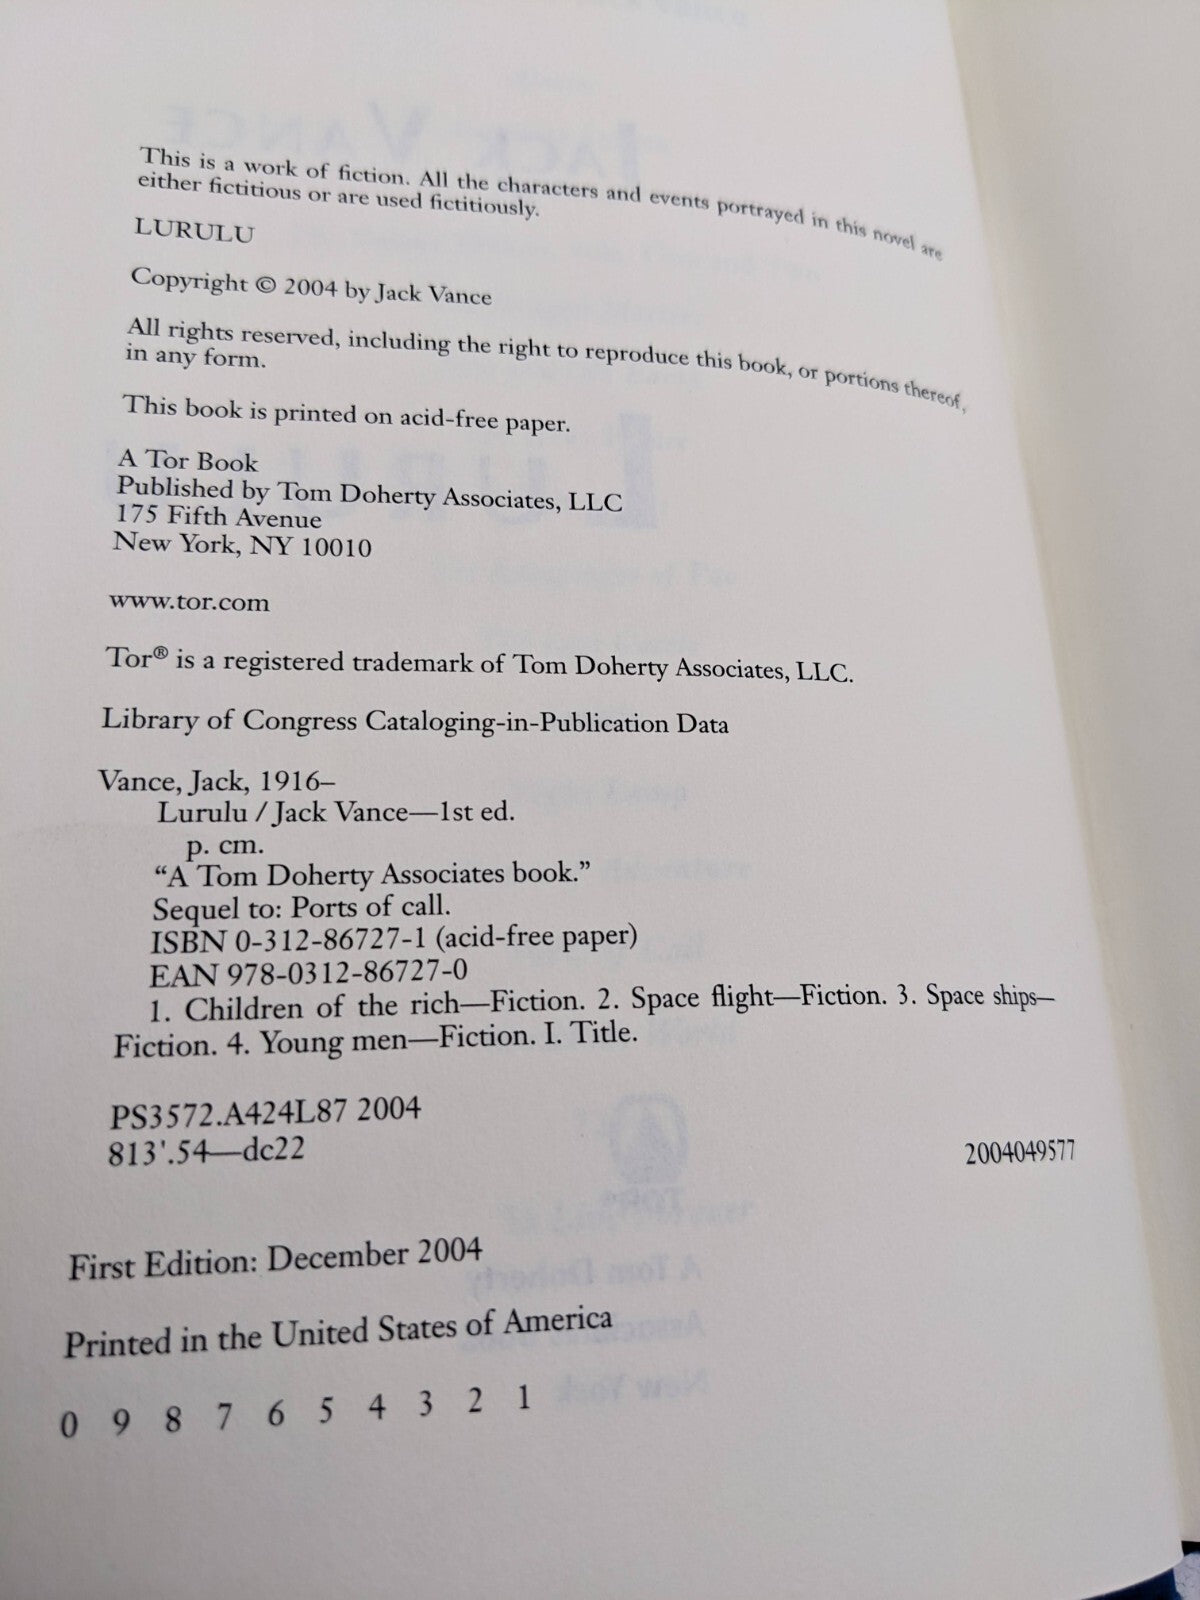 This is a work of fiction. All the characters and events portrayed in this novel are
either fictitious or are used fictitiously.
LURULU
Copyright © 2004 by Jack Vance
All rights reserved, including the right to reproduce this book, or portions thereof,
in any form.
This book is printed on acid-free paper.
A Tor Book
Published by Tom Doherty Associates, LLC
175 Fifth Avenue
New York, NY 10010
www.tor.com
Tor® is a registered trademark of Tom Doherty Associates, LLC.
Library of Congress Cataloging-in-Publication Data
Vance, Jack, 1916–
Lurulu / Jack Vance—1st ed.
p. cm.
“A Tom Doherty Associates book.”
Sequel to: Ports of call.
ISBN 0-312-86727-1 (acid-free paper)
EAN 978-0312-86727-0
1. Children of the rich—Fiction. 2. Space flight—Fiction. 3. Space ships—
Fiction. 4. Young men—Fiction. I. Title.
PS3572.A424L87 2004
813'.54—dc22
2004049577
First Edition: December 2004
Printed in the United States of America
0 9 8 7 6 5 4 3 2 1